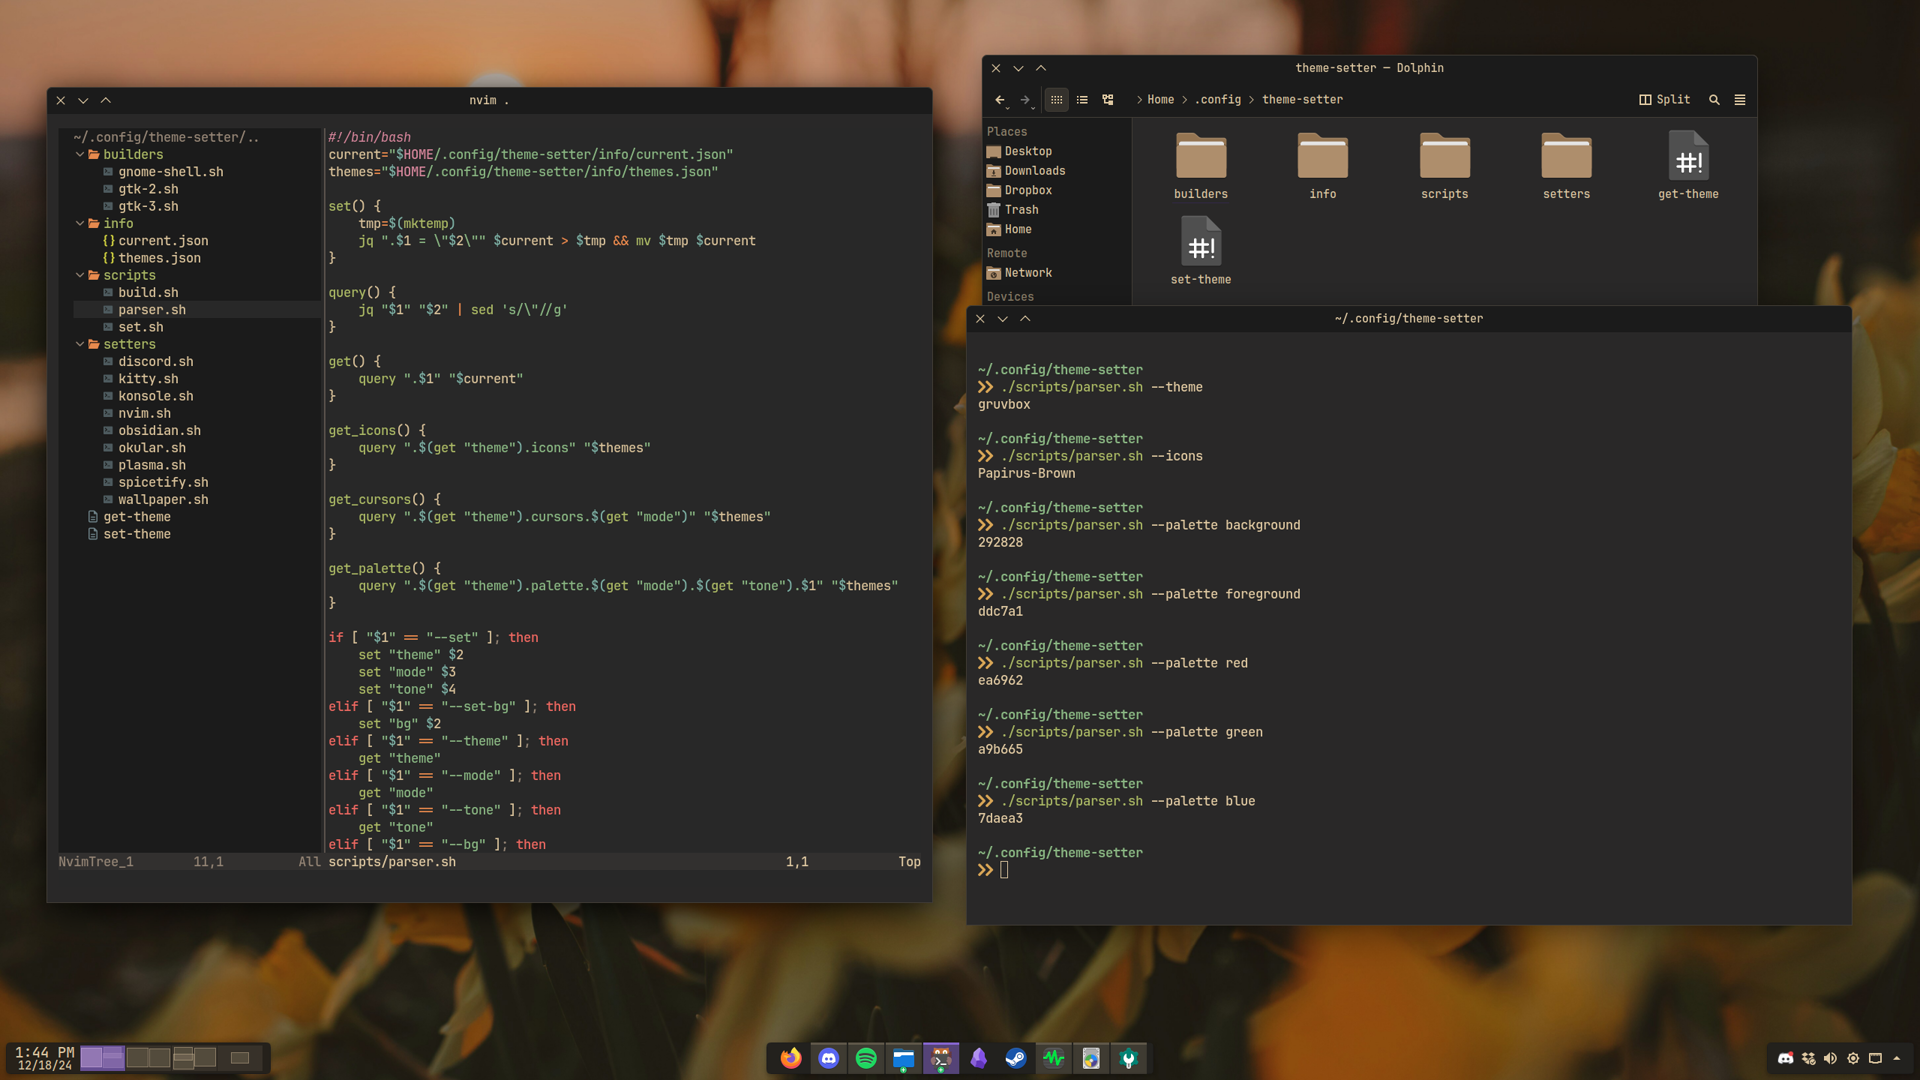 nvim .
~/.config/theme-setter/..
builders
gnome-shell.sh
gtk-2.sh
gtk-3.sh
info
{} current.json
{} themes.json
scripts
build.sh
parser.sh
set.sh
setters
discord.sh
kitty.sh
konsole.sh
nvim.sh
obsidian.sh
okular.sh
plasma.sh
spicetify.sh
wallpaper.sh
get-theme
set-theme
NvimTree_1 11,1 All
#!/bin/bash
current="$HOME/.config/theme-setter/info/current.json"
themes="$HOME/.config/theme-setter/info/themes.json"
set() {
tmp=$(mktemp)
jq ".$1 = \"$2\"" $current > $tmp && mv $tmp $current
}
query() {
jq "$1" "$2" | sed 's/\"//g'
}
get() {
query ".$1" "$current"
}
get_icons() {
query ".$(get "theme").icons" "$themes"
}
get_cursors() {
query ".$(get "theme").cursors.$(get "mode")" "$themes"
}
get_palette() {
query ".$(get "theme").palette.$(get "mode").$(get "tone").$1" "$themes"
}
if [ "$1" == "--set" ]; then
set "theme" $2
set "mode" $3
set "tone" $4
elif [ "$1" == "--set-bg" ]; then
set "bg" $2
elif [ "$1" == "--theme" ]; then
get "theme"
elif [ "$1" == "--mode" ]; then
get "mode"
elif [ "$1" == "--tone" ]; then
get "tone"
elif [ "$1" == "--bg" ]; then
scripts/parser.sh 1,1 Top
theme-setter — Dolphin
> Home > .config > theme-setter
Split
Places
Desktop
Downloads
Dropbox
Trash
Home
Remote
Network
Devices
builders
info
scripts
setters
#!
get-theme
#!
set-theme
~/.config/theme-setter
~/.config/theme-setter
./scripts/parser.sh --theme
gruvbox
~/.config/theme-setter
./scripts/parser.sh --icons
Papirus-Brown
~/.config/theme-setter
./scripts/parser.sh --palette background
292828
~/.config/theme-setter
./scripts/parser.sh --palette foreground
ddc7a1
~/.config/theme-setter
./scripts/parser.sh --palette red
ea6962
~/.config/theme-setter
./scripts/parser.sh --palette green
a9b665
~/.config/theme-setter
./scripts/parser.sh --palette blue
7daea3
~/.config/theme-setter
1:44 PM
12/18/24